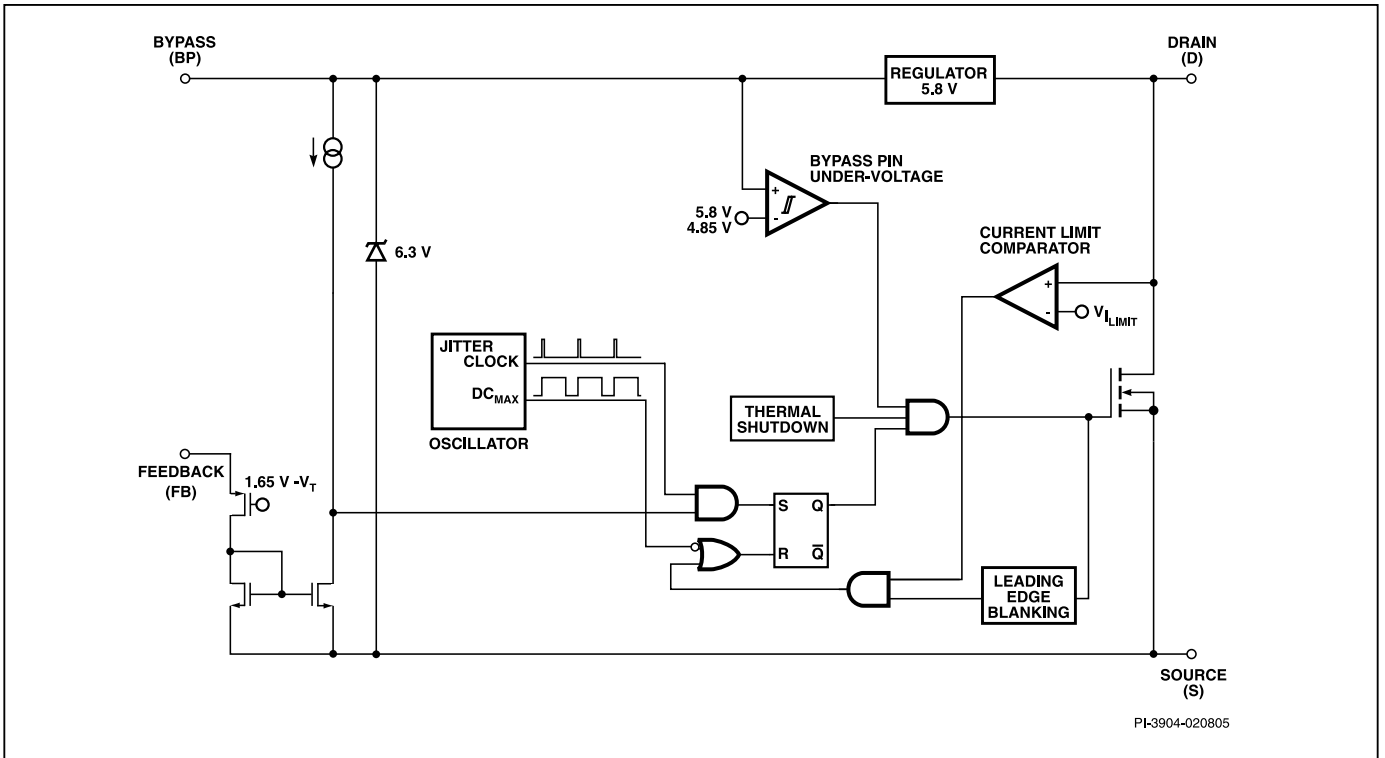 BYPASS
(BP)
DRAIN
(D)
REGULATOR
5.8 V
BYPASS PIN
UNDER-VOLTAGE
+
-
5.8 V
4.85 V
6.3 V
CURRENT LIMIT
COMPARATOR
+
-
VILIMIT
JITTER
CLOCK
DCMAX
OSCILLATOR
THERMAL
SHUTDOWN
FEEDBACK
(FB)
1.65 V -VT
S Q
R Q̅
LEADING
EDGE
BLANKING
SOURCE
(S)
PI-3904-020805